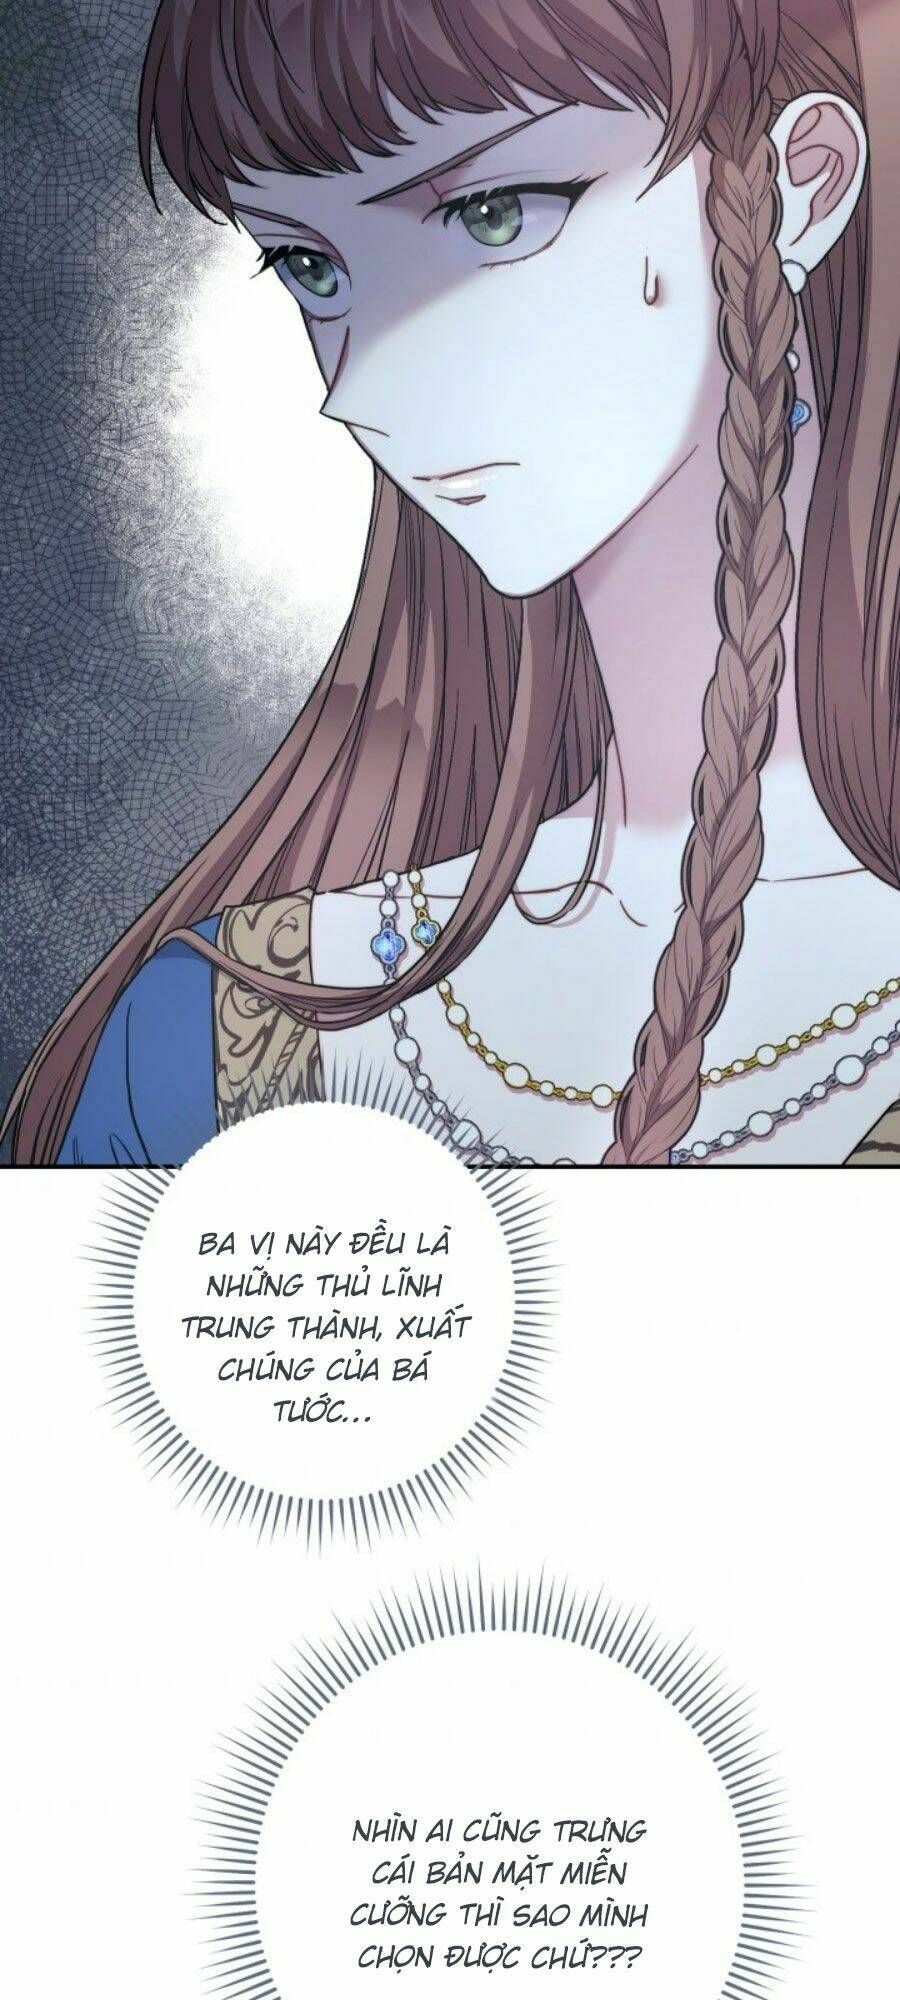 BA VỊ NÀY ĐỀU LÀ
NHỮNG THỦ LĨNH
TRUNG THÀNH, XUẤT
CHÚNG CỦA BÁ
TƯỚC...
NHÌN AI CŨNG TRƯNG
CÁI BẢN MẶT MIỄN
CƯỠNG THÌ SAO MÌNH
CHỌN ĐƯỢC CHỨ???